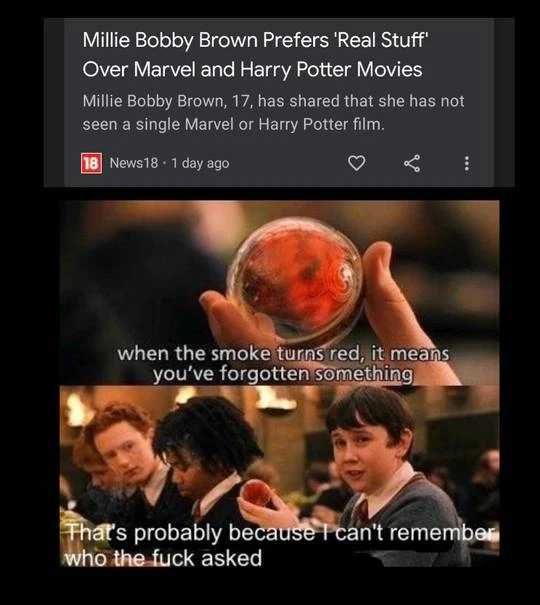 Millie Bobby Brown Prefers 'Real Stuff'
Over Marvel and Harry Potter Movies
Millie Bobby Brown, 17, has shared that she has not
seen a single Marvel or Harry Potter film.
18 News18 · 1 day ago
when the smoke turns red, it means
you've forgotten something
That's probably because I can't remember
who the fuck asked